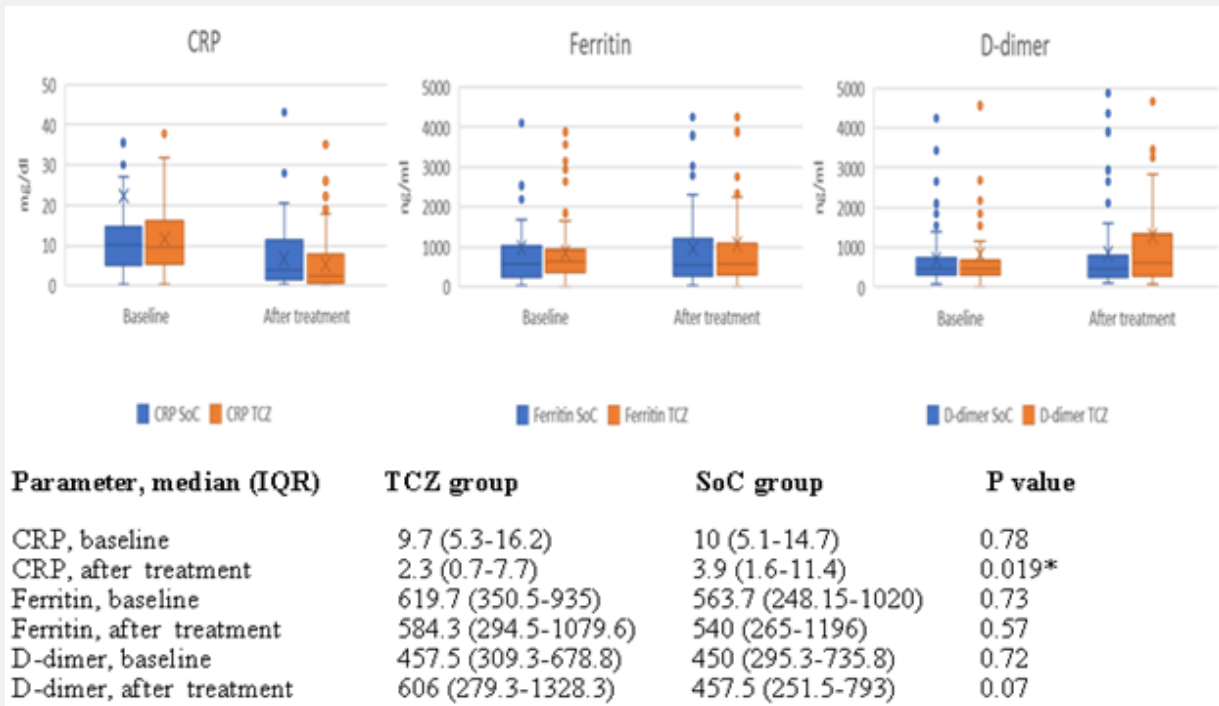 CRP
Ferritin
D-dimer
50
40
30
20
10
0
mg/dl
Baseline
After treatment
5000
4000
3000
2000
1000
0
ng/ml
Baseline
After treatment
5000
4000
3000
2000
1000
0
ng/ml
Baseline
After treatment
CRP SoC CRP TCZ
Ferritin SoC Ferritin TCZ
D-dimer SoC D-dimer TCZ
Parameter, median (IQR) TCZ group SoC group P value
CRP, baseline 9.7 (5.3-16.2) 10 (5.1-14.7) 0.78
CRP, after treatment 2.3 (0.7-7.7) 3.9 (1.6-11.4) 0.019*
Ferritin, baseline 619.7 (350.5-935) 563.7 (248.15-1020) 0.73
Ferritin, after treatment 584.3 (294.5-1079.6) 540 (265-1196) 0.57
D-dimer, baseline 457.5 (309.3-678.8) 450 (295.3-735.8) 0.72
D-dimer, after treatment 606 (279.3-1328.3) 457.5 (251.5-793) 0.07